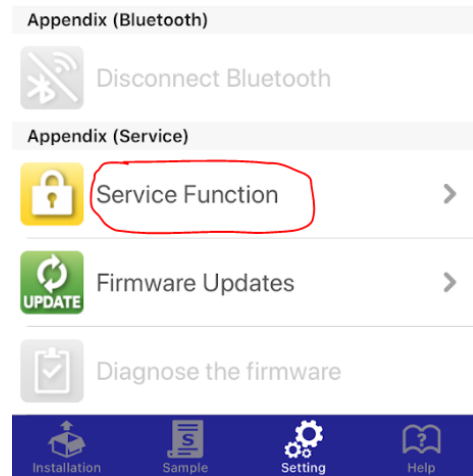 Appendix (Bluetooth)
Disconnect Bluetooth
Appendix (Service)
Service Function
UPDATE
Firmware Updates
Diagnose the firmware
S
Installation
Sample
Setting
?
Help